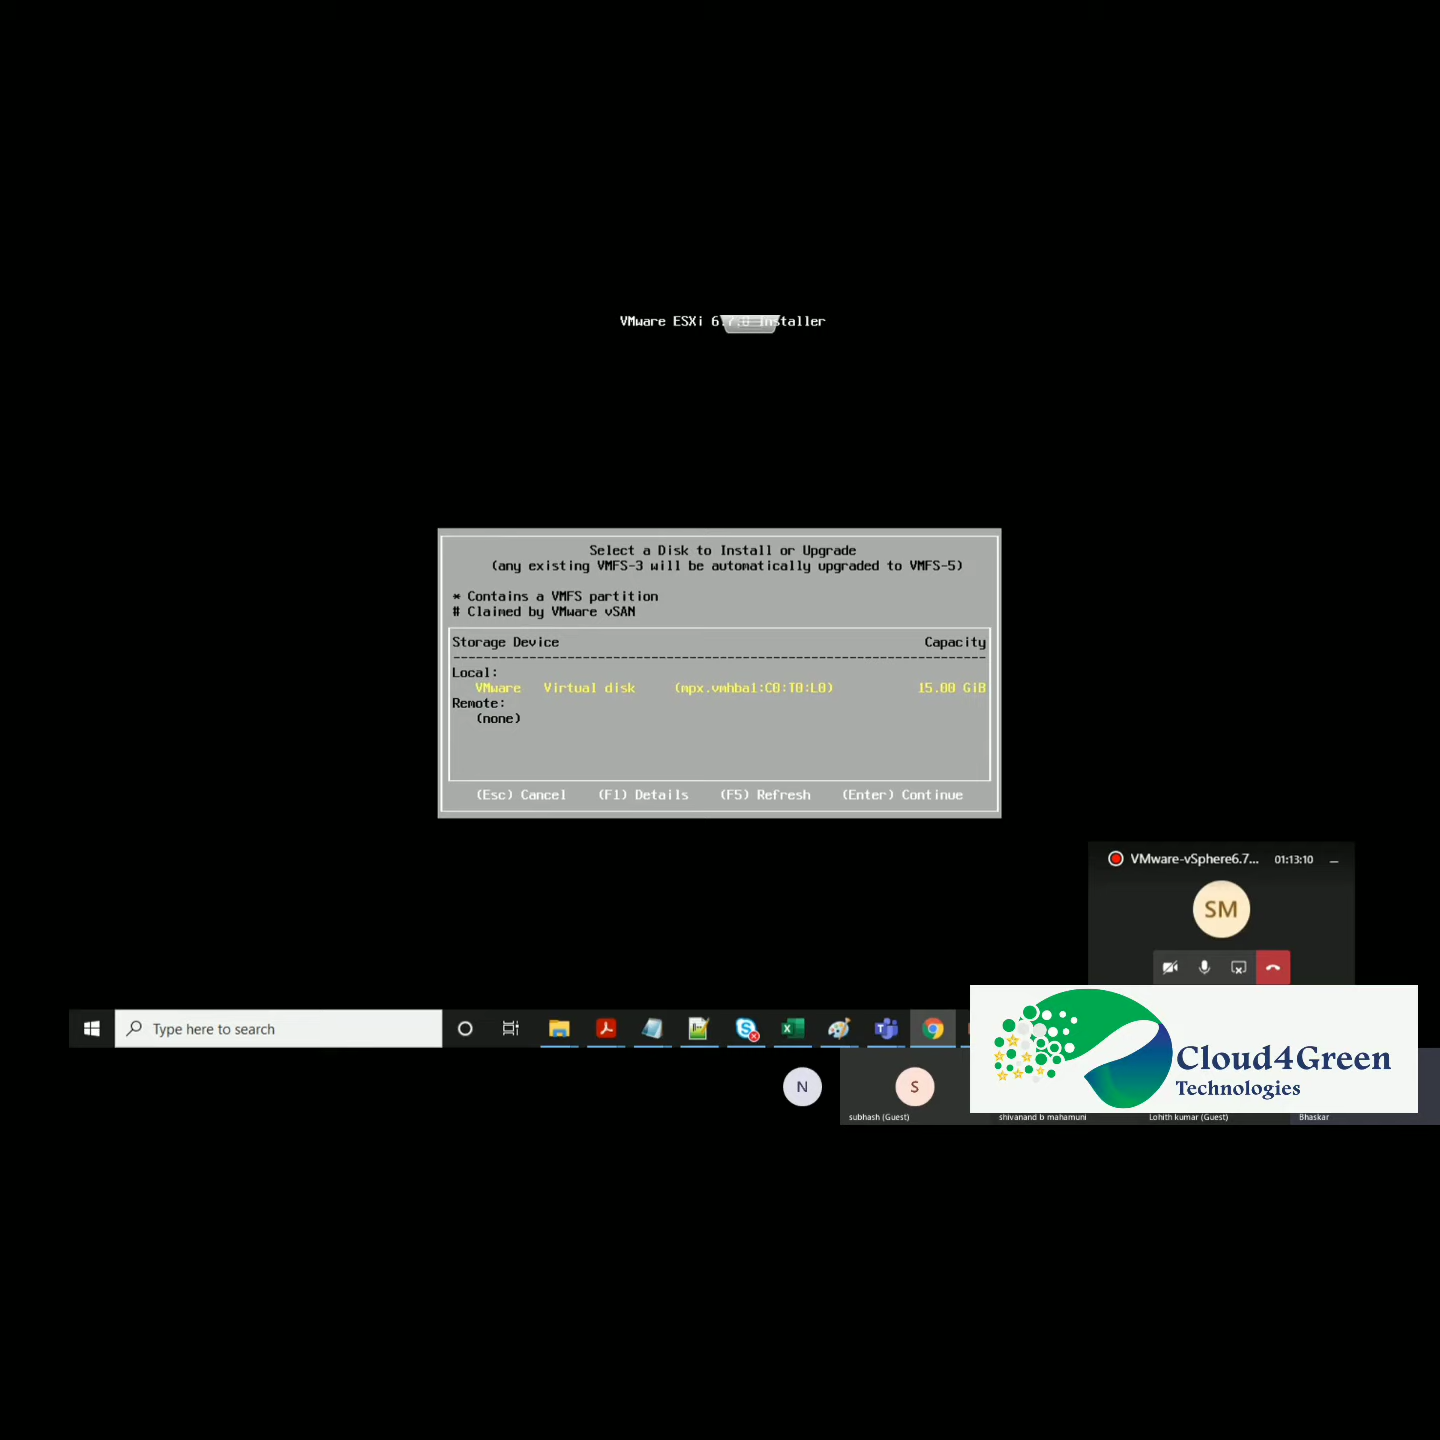 VMware ESXi 6.7.0 Installer
Select a Disk to Install or Upgrade
(any existing VMFS-3 will be automatically upgraded to VMFS-5)
* Contains a VMFS partition
# Claimed by VMware vSAN
Storage Device Capacity
--------------------------------------------------------------------
Local:
VMware Virtual disk (mpx.vmhba1:C0:T0:L0) 15.00 GiB
Remote:
(none)
(Esc) Cancel (F1) Details (F5) Refresh (Enter) Continue
VMware-vSphere6.7... 01:13:10
SM
Type here to search
Cloud4Green
Technologies
N
S
subhash (Guest)
shivanand b mahamuni
Lohith kumar (Guest)
Bhaskar